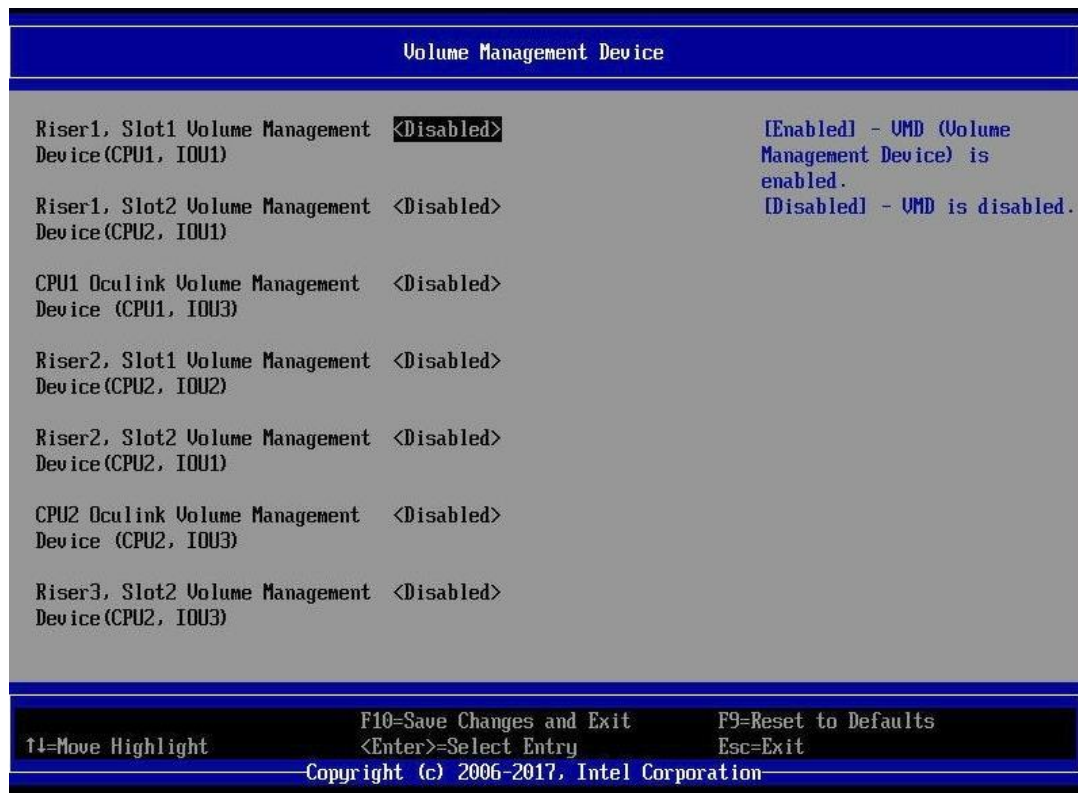 Volume Management Device
Riser1, Slot1 Volume Management <Disabled>
Device(CPU1, IOU1)
Riser1, Slot2 Volume Management <Disabled>
Device(CPU2, IOU1)
CPU1 Oculink Volume Management <Disabled>
Device (CPU1, IOU3)
Riser2, Slot1 Volume Management <Disabled>
Device(CPU2, IOU2)
Riser2, Slot2 Volume Management <Disabled>
Device(CPU2, IOU1)
CPU2 Oculink Volume Management <Disabled>
Device (CPU2, IOU3)
Riser3, Slot2 Volume Management <Disabled>
Device(CPU2, IOU3)
[Enabled] - VMD (Volume
Management Device) is
enabled.
[Disabled] - VMD is disabled.
F10=Save Changes and Exit F9=Reset to Defaults
↑↓=Move Highlight <Enter>=Select Entry Esc=Exit
Copyright (c) 2006-2017, Intel Corporation